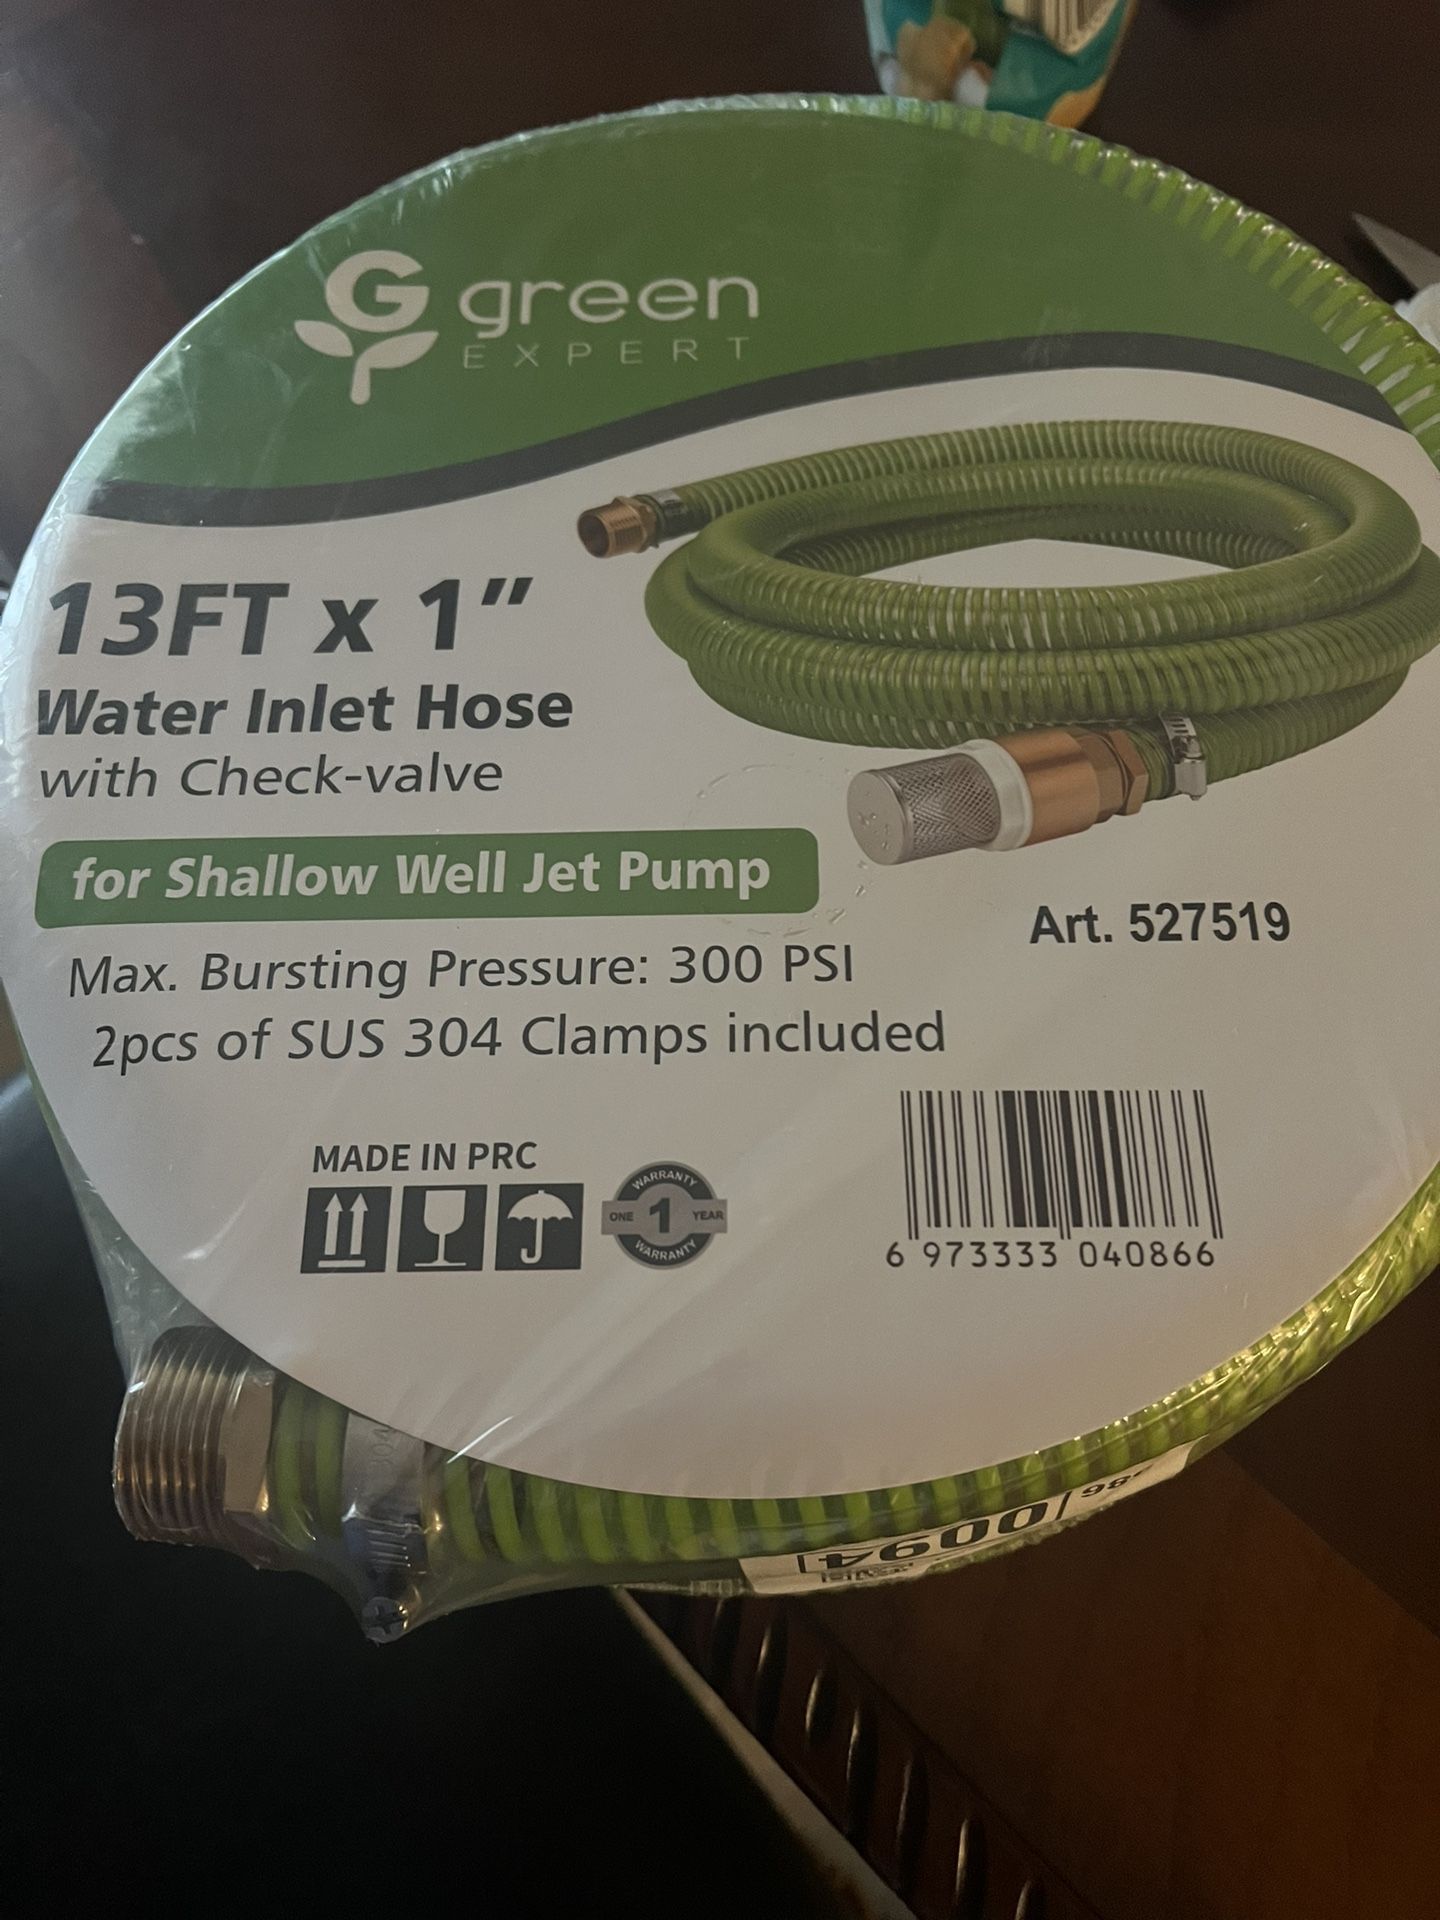 G green
EXPERT
13FT x 1″
Water Inlet Hose
with Check-valve
for Shallow Well Jet Pump
Art. 527519
Max. Bursting Pressure: 300 PSI
2pcs of SUS 304 Clamps included
MADE IN PRC
WARRANTY
ONE 1 YEAR
WARRANTY
6 973333 040866
304